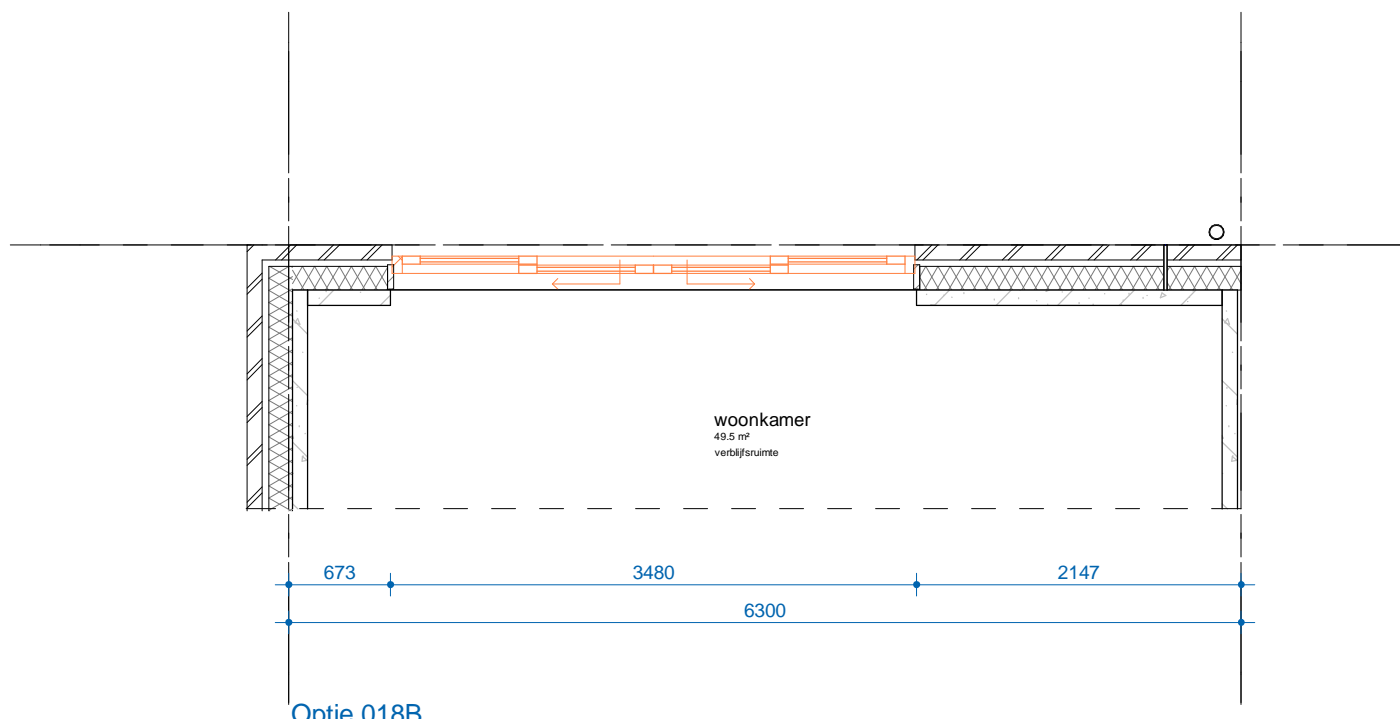 woonkamer
49.5 m²
verblijfsruimte
673 3480 2147
6300
Optie 018B